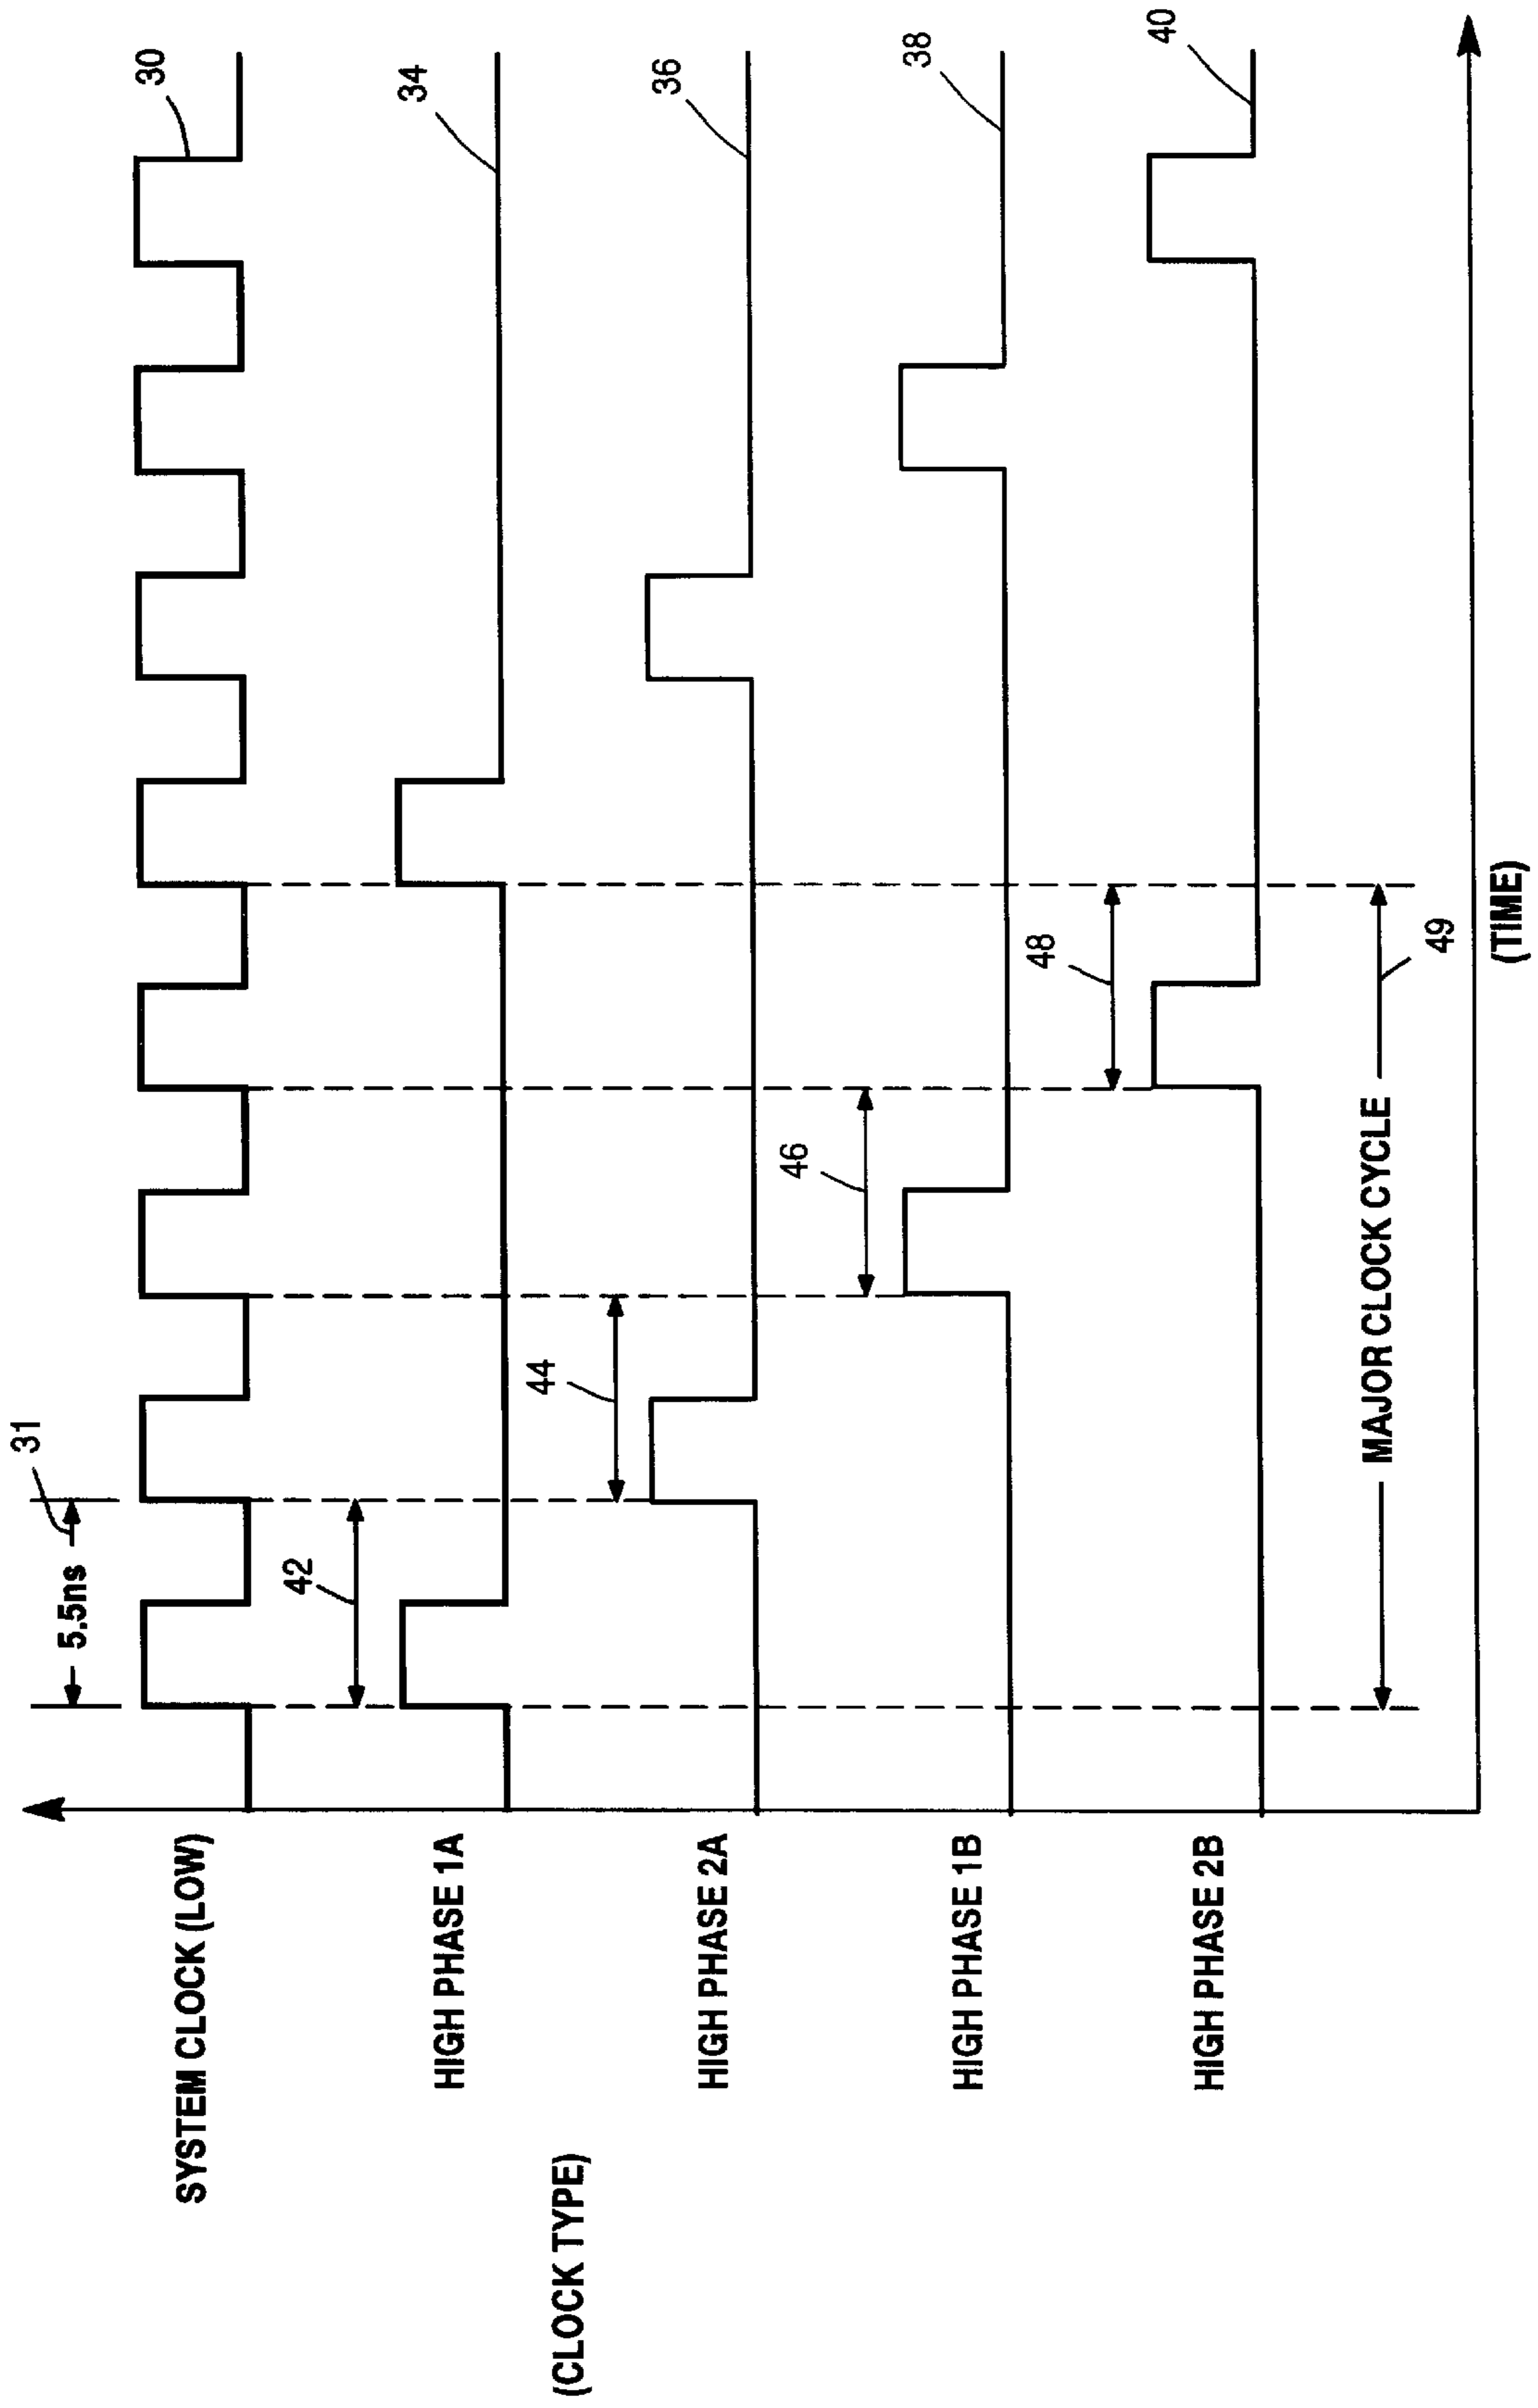 31
5.5ns
30
SYSTEM CLOCK (LOW)
42
34
HIGH PHASE 1A
(CLOCK TYPE)
44
36
HIGH PHASE 2A
46
38
HIGH PHASE 1B
48
40
HIGH PHASE 2B
MAJOR CLOCK CYCLE
49
(TIME)